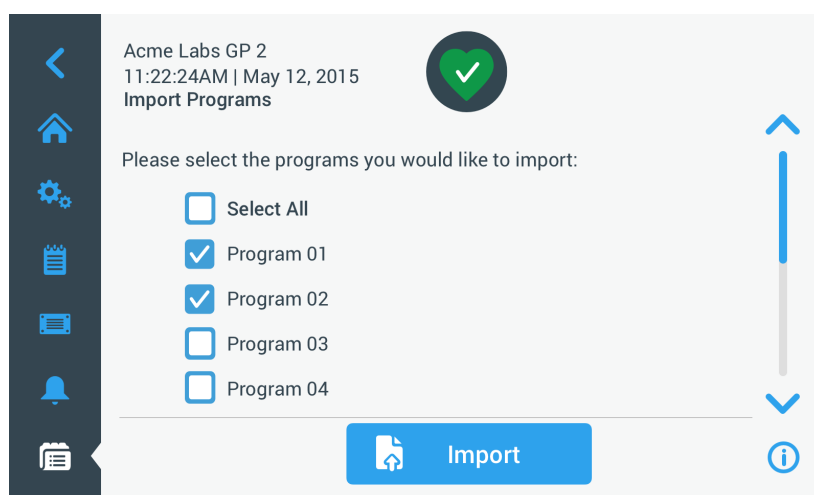 Acme Labs GP 2
11:22:24AM | May 12, 2015
Import Programs
Please select the programs you would like to import:
Select All
Program 01
Program 02
Program 03
Program 04
Import